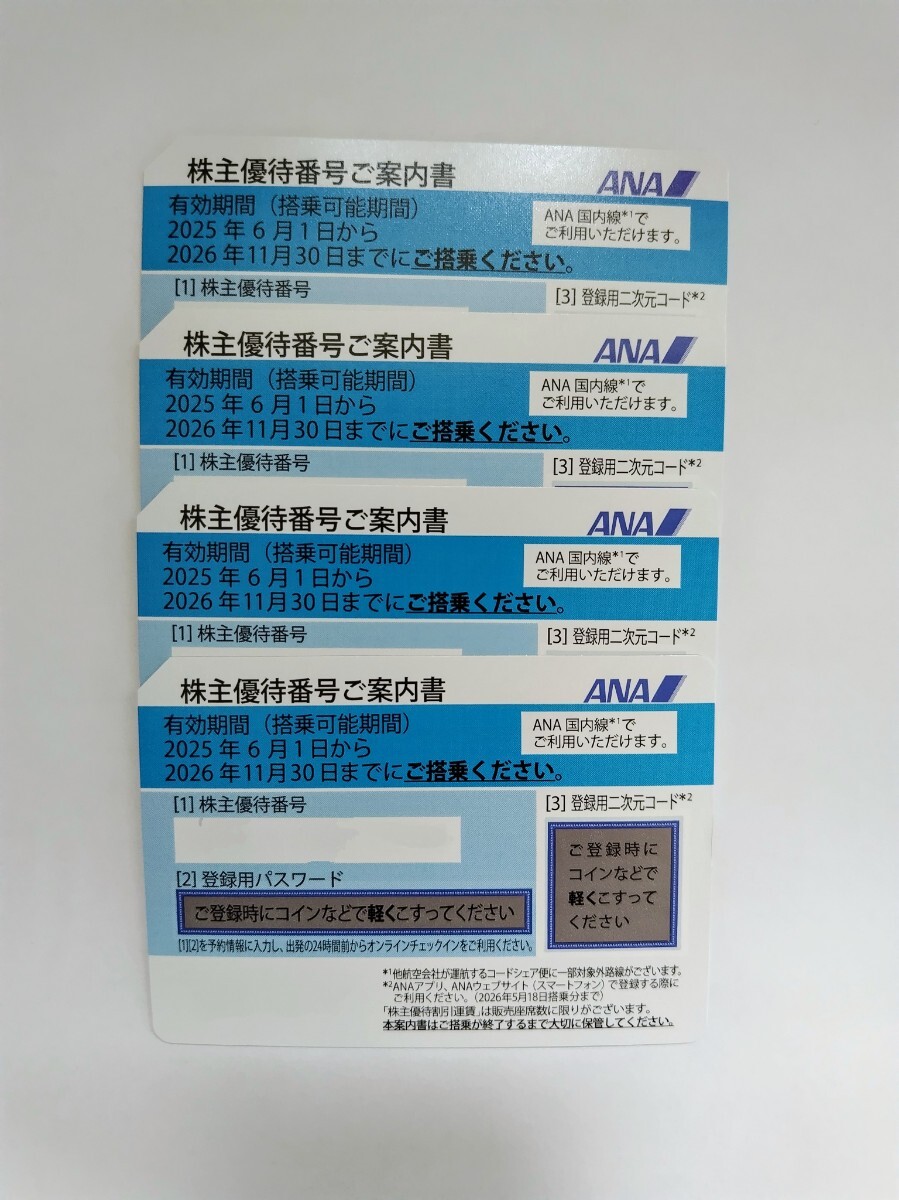 株主優待番号ご案内書
ANA
有効期間（搭乗可能期間）
2025年6月1日から
2026年11月30日までにご搭乗ください。
ANA国内線*1で
ご利用いただけます。
[1] 株主優待番号
[3] 登録用二次元コード*2
株主優待番号ご案内書
ANA
有効期間（搭乗可能期間）
2025年6月1日から
2026年11月30日までにご搭乗ください。
ANA国内線*1で
ご利用いただけます。
[1] 株主優待番号
[3] 登録用二次元コード*2
株主優待番号ご案内書
ANA
有効期間（搭乗可能期間）
2025年6月1日から
2026年11月30日までにご搭乗ください。
ANA国内線*1で
ご利用いただけます。
[1] 株主優待番号
[3] 登録用二次元コード*2
株主優待番号ご案内書
ANA
有効期間（搭乗可能期間）
2025年6月1日から
2026年11月30日までにご搭乗ください。
ANA国内線*1で
ご利用いただけます。
[1] 株主優待番号
[2] 登録用パスワード
ご登録時にコインなどで軽くこすってください
[1][2]を予約情報に入力し、出発の24時間前からオンラインチェックインをご利用ください。
[3] 登録用二次元コード*2
ご登録時に
コインなどで
軽くこすって
ください
*1他航空会社が運航するコードシェア便に一部対象外路線がございます。
*2ANAアプリ、ANAウェブサイト（スマートフォン）で登録する際に
ご利用ください。（2026年5月18日搭乗分まで）
「株主優待割引運賃」は販売座席数に限りがございます。
本案内書はご搭乗が終了するまで大切に保管してください。